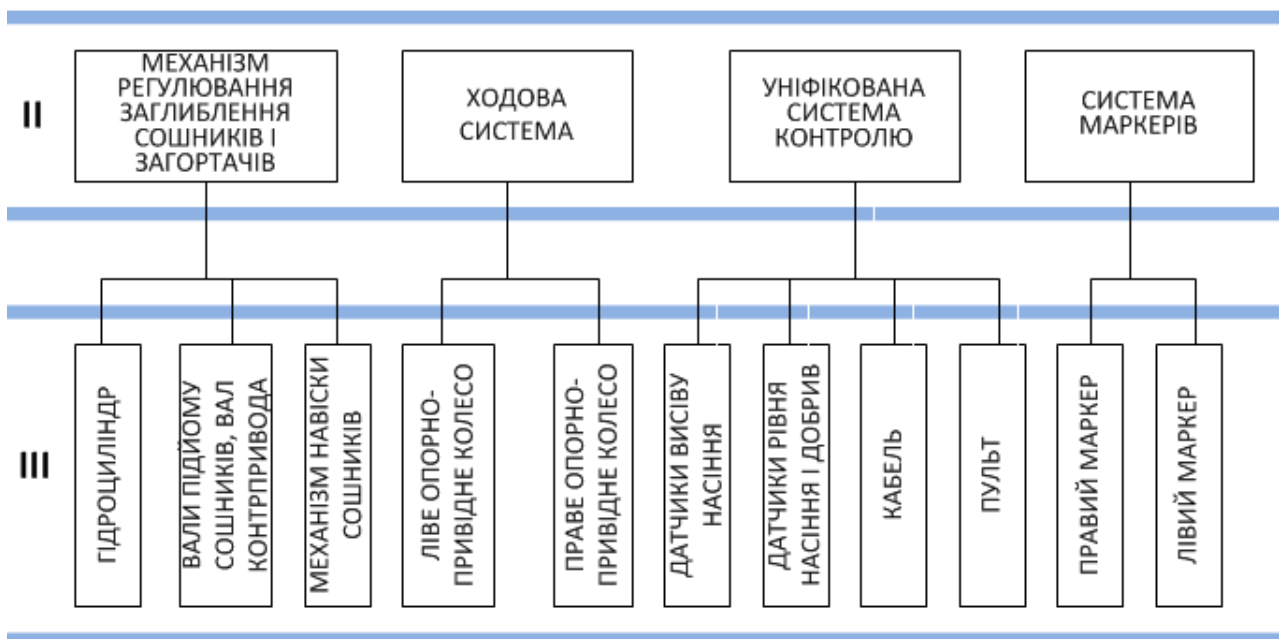 II
МЕХАНІЗМ
РЕГУЛЮВАННЯ
ЗАГЛИБЛЕННЯ
СОШНИКІВ І
ЗАГОРТАЧІВ
ХОДОВА
СИСТЕМА
УНІФІКОВАНА
СИСТЕМА
КОНТРОЛЮ
СИСТЕМА
МАРКЕРІВ
III
ГІДРОЦИЛІНДР
ВАЛИ ПІДЙОМУ
СОШНИКІВ, ВАЛ
КОНТРПРИВОДА
МЕХАНІЗМ НАВІСКИ
СОШНИКІВ
ЛІВЕ ОПОРНО-
ПРИВІДНЕ КОЛЕСО
ПРАВЕ ОПОРНО-
ПРИВІДНЕ КОЛЕСО
ДАТЧИКИ ВИСІВУ
НАСІННЯ
ДАТЧИКИ РІВНЯ
НАСІННЯ І ДОБРИВ
КАБЕЛЬ
ПУЛЬТ
ПРАВИЙ МАРКЕР
ЛІВИЙ МАРКЕР